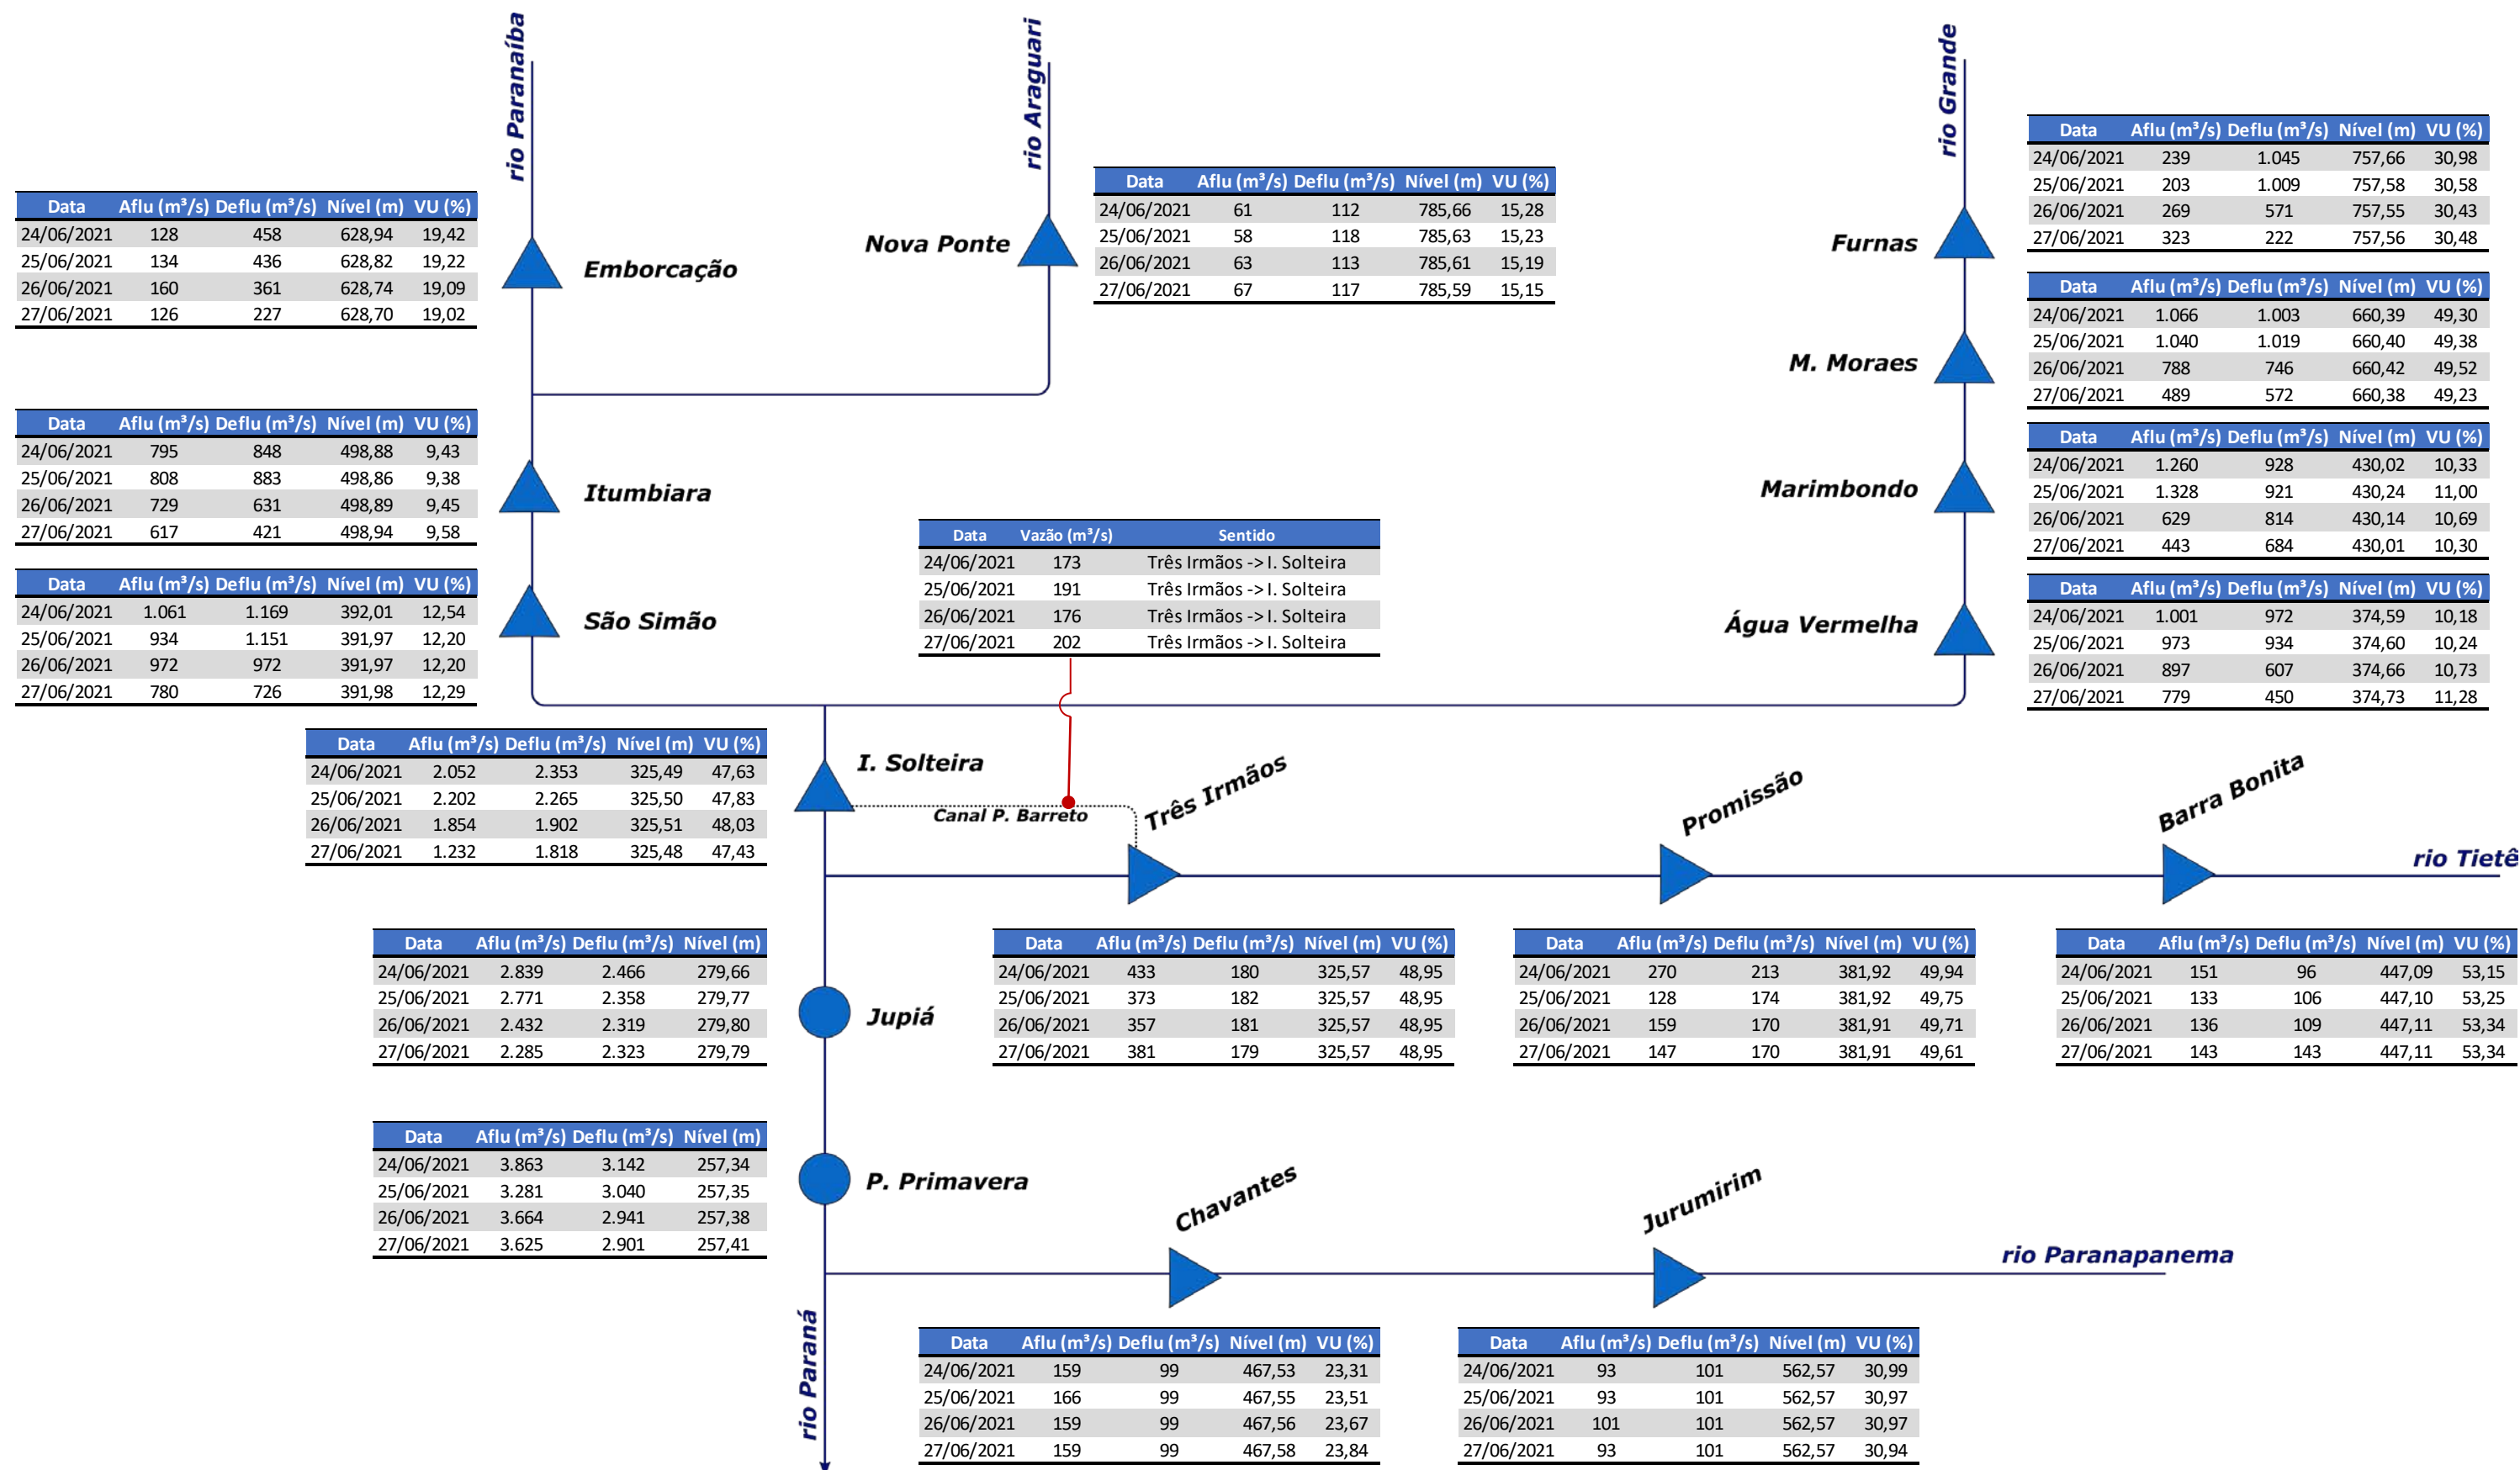 rio Paranaíba
rio Araguari
rio Grande
Data Aflu (m³/s) Deflu (m³/s) Nível (m) VU (%)
24/06/2021 239 1.045 757,66 30,98
25/06/2021 203 1.009 757,58 30,58
26/06/2021 269 571 757,55 30,43
27/06/2021 323 222 757,56 30,48
Furnas
Data Aflu (m³/s) Deflu (m³/s) Nível (m) VU (%)
24/06/2021 61 112 785,66 15,28
25/06/2021 58 118 785,63 15,23
26/06/2021 63 113 785,61 15,19
27/06/2021 67 117 785,59 15,15
Nova Ponte
Data Aflu (m³/s) Deflu (m³/s) Nível (m) VU (%)
24/06/2021 128 458 628,94 19,42
25/06/2021 134 436 628,82 19,22
26/06/2021 160 361 628,74 19,09
27/06/2021 126 227 628,70 19,02
Emborcação
Data Aflu (m³/s) Deflu (m³/s) Nível (m) VU (%)
24/06/2021 1.066 1.003 660,39 49,30
25/06/2021 1.040 1.019 660,40 49,38
26/06/2021 788 746 660,42 49,52
27/06/2021 489 572 660,38 49,23
M. Moraes
Data Aflu (m³/s) Deflu (m³/s) Nível (m) VU (%)
24/06/2021 795 848 498,88 9,43
25/06/2021 808 883 498,86 9,38
26/06/2021 729 631 498,89 9,45
27/06/2021 617 421 498,94 9,58
Itumbiara
Data Aflu (m³/s) Deflu (m³/s) Nível (m) VU (%)
24/06/2021 1.260 928 430,02 10,33
25/06/2021 1.328 921 430,24 11,00
26/06/2021 629 814 430,14 10,69
27/06/2021 443 684 430,01 10,30
Marimbondo
Data Vazão (m³/s) Sentido
24/06/2021 173 Três Irmãos -> I. Solteira
25/06/2021 191 Três Irmãos -> I. Solteira
26/06/2021 176 Três Irmãos -> I. Solteira
27/06/2021 202 Três Irmãos -> I. Solteira
Data Aflu (m³/s) Deflu (m³/s) Nível (m) VU (%)
24/06/2021 1.061 1.169 392,01 12,54
25/06/2021 934 1.151 391,97 12,20
26/06/2021 972 972 391,97 12,20
27/06/2021 780 726 391,98 12,29
São Simão
Data Aflu (m³/s) Deflu (m³/s) Nível (m) VU (%)
24/06/2021 1.001 972 374,59 10,18
25/06/2021 973 934 374,60 10,24
26/06/2021 897 607 374,66 10,73
27/06/2021 779 450 374,73 11,28
Água Vermelha
Data Aflu (m³/s) Deflu (m³/s) Nível (m) VU (%)
24/06/2021 2.052 2.353 325,49 47,63
25/06/2021 2.202 2.265 325,50 47,83
26/06/2021 1.854 1.902 325,51 48,03
27/06/2021 1.232 1.818 325,48 47,43
I. Solteira
Canal P. Barreto
Três Irmãos
Promissão
Barra Bonita
rio Tietê
Data Aflu (m³/s) Deflu (m³/s) Nível (m)
24/06/2021 2.839 2.466 279,66
25/06/2021 2.771 2.358 279,77
26/06/2021 2.432 2.319 279,80
27/06/2021 2.285 2.323 279,79
Jupiá
Data Aflu (m³/s) Deflu (m³/s) Nível (m) VU (%)
24/06/2021 433 180 325,57 48,95
25/06/2021 373 182 325,57 48,95
26/06/2021 357 181 325,57 48,95
27/06/2021 381 179 325,57 48,95
Data Aflu (m³/s) Deflu (m³/s) Nível (m) VU (%)
24/06/2021 270 213 381,92 49,94
25/06/2021 128 174 381,92 49,75
26/06/2021 159 170 381,91 49,71
27/06/2021 147 170 381,91 49,61
Data Aflu (m³/s) Deflu (m³/s) Nível (m) VU (%)
24/06/2021 151 96 447,09 53,15
25/06/2021 133 106 447,10 53,25
26/06/2021 136 109 447,11 53,34
27/06/2021 143 143 447,11 53,34
Data Aflu (m³/s) Deflu (m³/s) Nível (m)
24/06/2021 3.863 3.142 257,34
25/06/2021 3.281 3.040 257,35
26/06/2021 3.664 2.941 257,38
27/06/2021 3.625 2.901 257,41
P. Primavera
Chavantes
Jurumirim
rio Paranapanema
rio Paraná
Data Aflu (m³/s) Deflu (m³/s) Nível (m) VU (%)
24/06/2021 159 99 467,53 23,31
25/06/2021 166 99 467,55 23,51
26/06/2021 159 99 467,56 23,67
27/06/2021 159 99 467,58 23,84
Data Aflu (m³/s) Deflu (m³/s) Nível (m) VU (%)
24/06/2021 93 101 562,57 30,99
25/06/2021 93 101 562,57 30,97
26/06/2021 101 101 562,57 30,97
27/06/2021 93 101 562,57 30,94